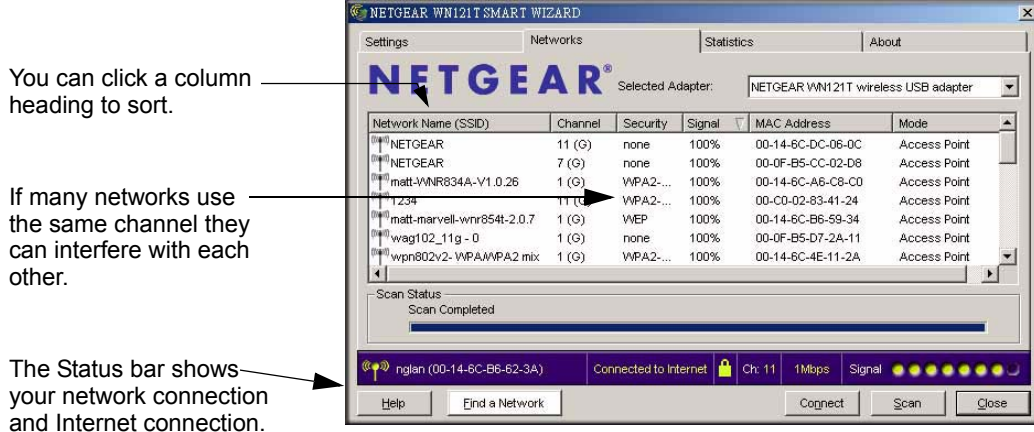 NETGEAR WN121T SMART WIZARD
Settings Networks Statistics About
NETGEAR® Selected Adapter: NETGEAR WN121T wireless USB adapter
You can click a column
heading to sort.
Network Name (SSID) Channel Security Signal MAC Address Mode
NETGEAR 11 (G) none 100% 00-14-6C-DC-06-0C Access Point
NETGEAR 7 (G) none 100% 00-0F-B5-CC-02-D8 Access Point
matt-WNR834A-V1.0.26 1 (G) WPA2-... 100% 00-14-6C-A6-C8-C0 Access Point
1234 11 (G) WPA2-... 100% 00-C0-02-83-41-24 Access Point
matt-marvell-wnr854t-2.0.7 1 (G) WEP 100% 00-14-6C-B6-59-34 Access Point
wag102_11g - 0 1 (G) none 100% 00-0F-B5-D7-2A-11 Access Point
wpn802v2- WPA/WPA2 mix 1 (G) WPA2-... 100% 00-14-6C-4E-11-2A Access Point
If many networks use
the same channel they
can interfere with each
other.
Scan Status
Scan Completed
The Status bar shows
your network connection
and Internet connection.
nglan (00-14-6C-B6-62-3A) Connected to Internet Ch: 11 1Mbps Signal
Help Find a Network Connect Scan Close